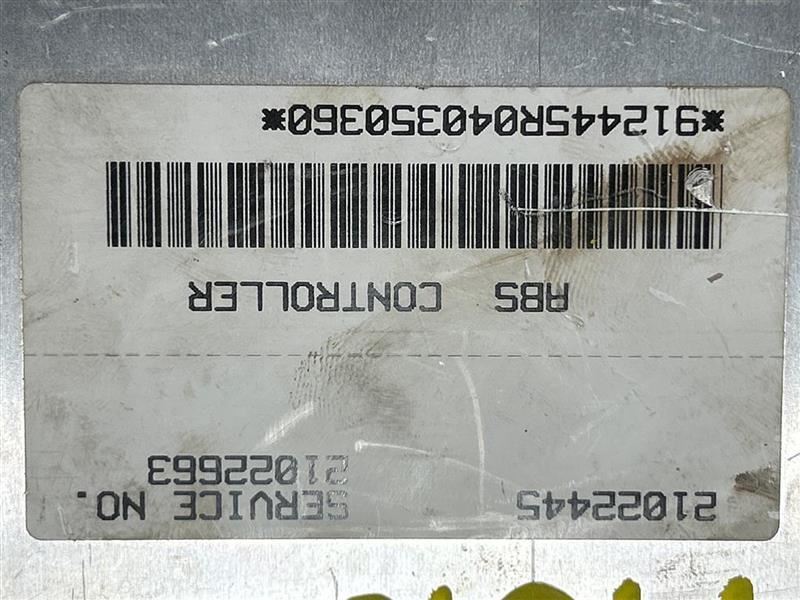 21022445 SERVICE NO.
21022663
ABS CONTROLLER
*912445R040350360*